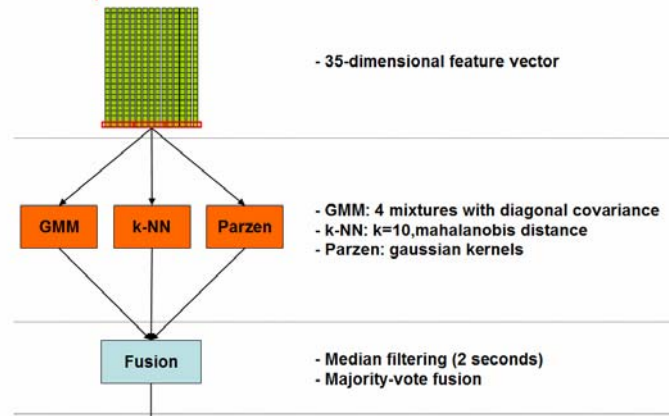 - 35-dimensional feature vector
GMM
k-NN
Parzen
- GMM: 4 mixtures with diagonal covariance
- k-NN: k=10,mahalanobis distance
- Parzen: gaussian kernels
Fusion
- Median filtering (2 seconds)
- Majority-vote fusion